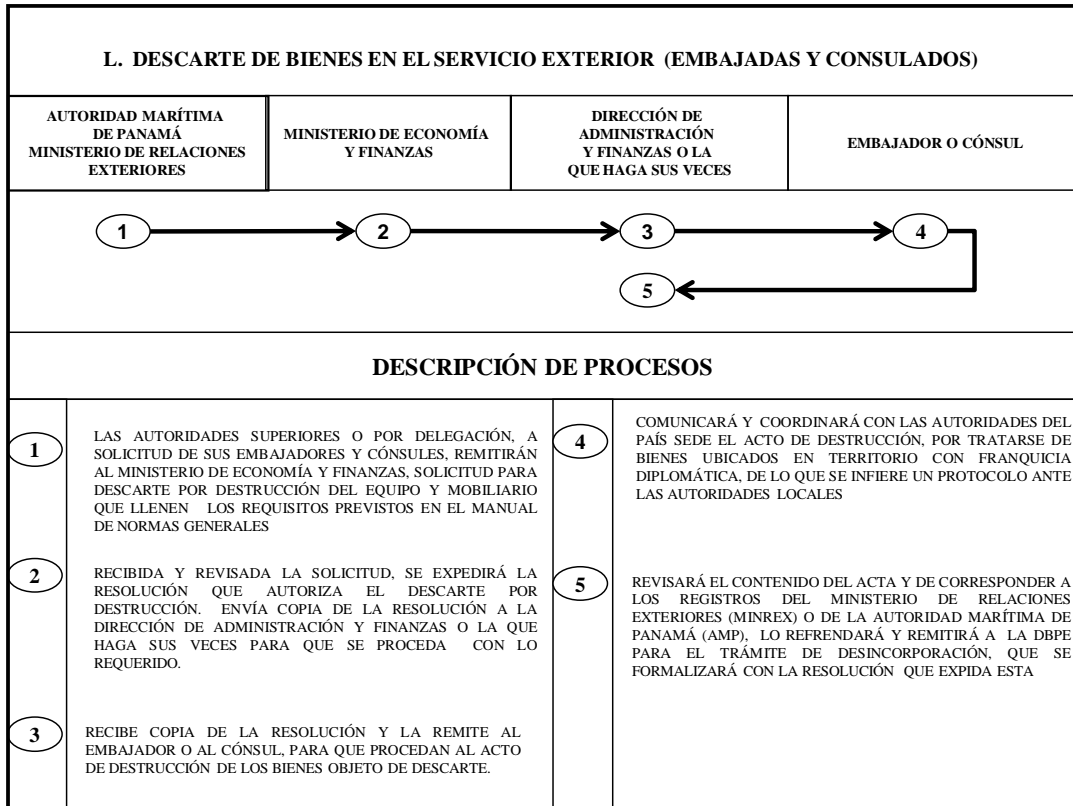 L. DESCARTE DE BIENES EN EL SERVICIO EXTERIOR (EMBAJADAS Y CONSULADOS)
AUTORIDAD MARÍTIMA
DE PANAMÁ
MINISTERIO DE RELACIONES
EXTERIORES
MINISTERIO DE ECONOMÍA
Y FINANZAS
DIRECCIÓN DE
ADMINISTRACIÓN
Y FINANZAS O LA
QUE HAGA SUS VECES
EMBAJADOR O CÓNSUL
1
2
3
4
5
DESCRIPCIÓN DE PROCESOS
1
LAS AUTORIDADES SUPERIORES O POR DELEGACIÓN, A
SOLICITUD DE SUS EMBAJADORES Y CÓNSULES, REMITIRÁN
AL MINISTERIO DE ECONOMÍA Y FINANZAS, SOLICITUD PARA
DESCARTE POR DESTRUCCIÓN DEL EQUIPO Y MOBILIARIO
QUE LLENEN LOS REQUISITOS PREVISTOS EN EL MANUAL
DE NORMAS GENERALES
2
RECIBIDA Y REVISADA LA SOLICITUD, SE EXPEDIRÁ LA
RESOLUCIÓN QUE AUTORIZA EL DESCARTE POR
DESTRUCCIÓN. ENVÍA COPIA DE LA RESOLUCIÓN A LA
DIRECCIÓN DE ADMINISTRACIÓN Y FINANZAS O LA QUE
HAGA SUS VECES PARA QUE SE PROCEDA CON LO
REQUERIDO.
3
RECIBE COPIA DE LA RESOLUCIÓN Y LA REMITE AL
EMBAJADOR O AL CÓNSUL, PARA QUE PROCEDAN AL ACTO
DE DESTRUCCIÓN DE LOS BIENES OBJETO DE DESCARTE.
4
COMUNICARÁ Y COORDINARÁ CON LAS AUTORIDADES DEL
PAÍS SEDE EL ACTO DE DESTRUCCIÓN, POR TRATARSE DE
BIENES UBICADOS EN TERRITORIO CON FRANQUICIA
DIPLOMÁTICA, DE LO QUE SE INFIERE UN PROTOCOLO ANTE
LAS AUTORIDADES LOCALES
5
REVISARÁ EL CONTENIDO DEL ACTA Y DE CORRESPONDER A
LOS REGISTROS DEL MINISTERIO DE RELACIONES
EXTERIORES (MINREX) O DE LA AUTORIDAD MARÍTIMA DE
PANAMÁ (AMP), LO REFRENDARÁ Y REMITIRÁ A LA DBPE
PARA EL TRÁMITE DE DESINCORPORACIÓN, QUE SE
FORMALIZARÁ CON LA RESOLUCIÓN QUE EXPIDA ESTA